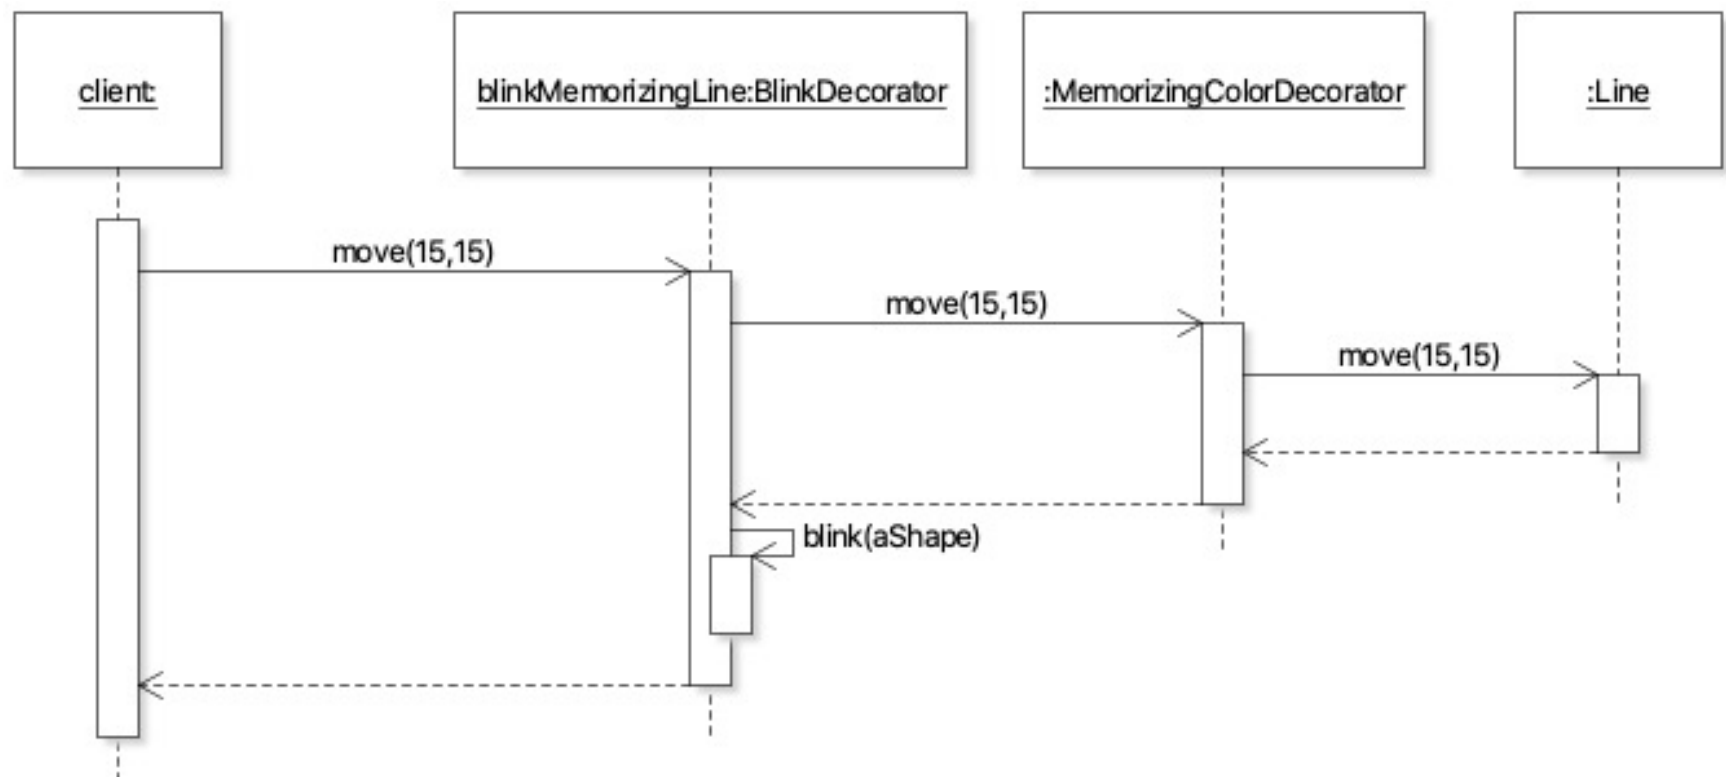 client:
blinkMemorizingLine:BlinkDecorator
:MemorizingColorDecorator
:Line
move(15,15)
move(15,15)
move(15,15)
blink(aShape)